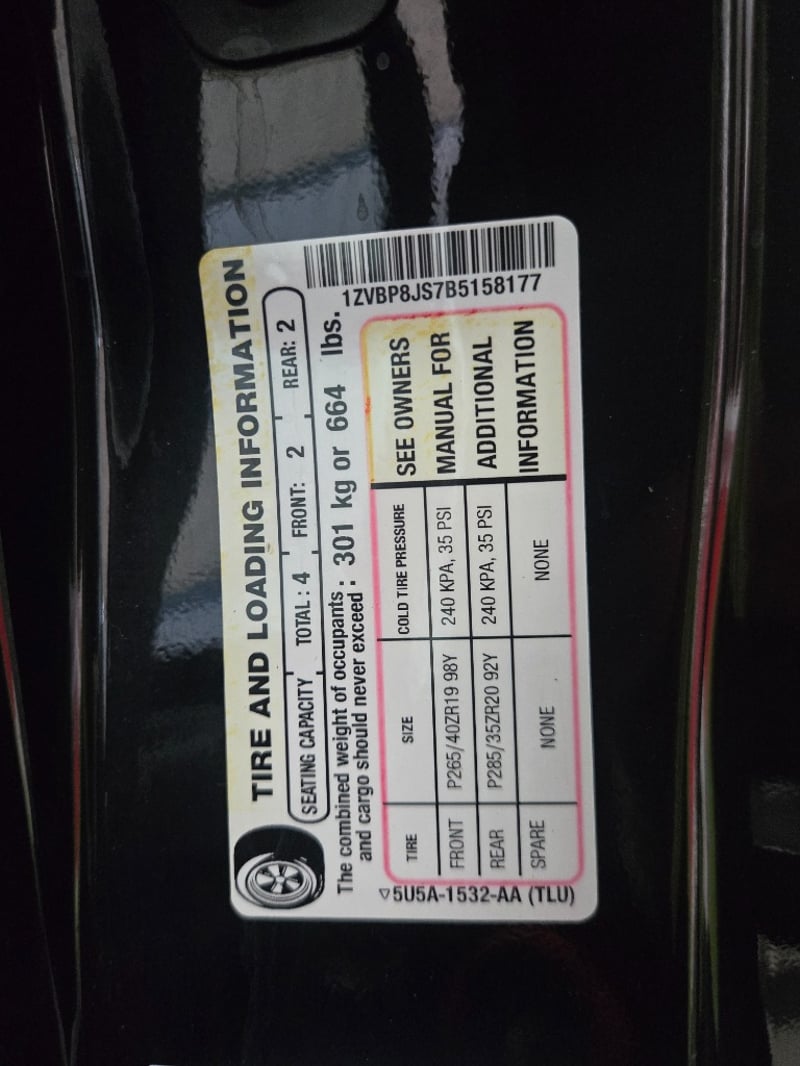 TIRE AND LOADING INFORMATION
SEATING CAPACITY TOTAL : 4 FRONT: 2 REAR: 2
The combined weight of occupants
and cargo should never exceed : 301 kg or 664 lbs.
1ZVBP8JS7B5158177
TIRE SIZE COLD TIRE PRESSURE
FRONT P265/40ZR19 98Y 240 KPA, 35 PSI
REAR P285/35ZR20 92Y 240 KPA, 35 PSI
SPARE NONE NONE
SEE OWNERS
MANUAL FOR
ADDITIONAL
INFORMATION
▽5U5A-1532-AA (TLU)